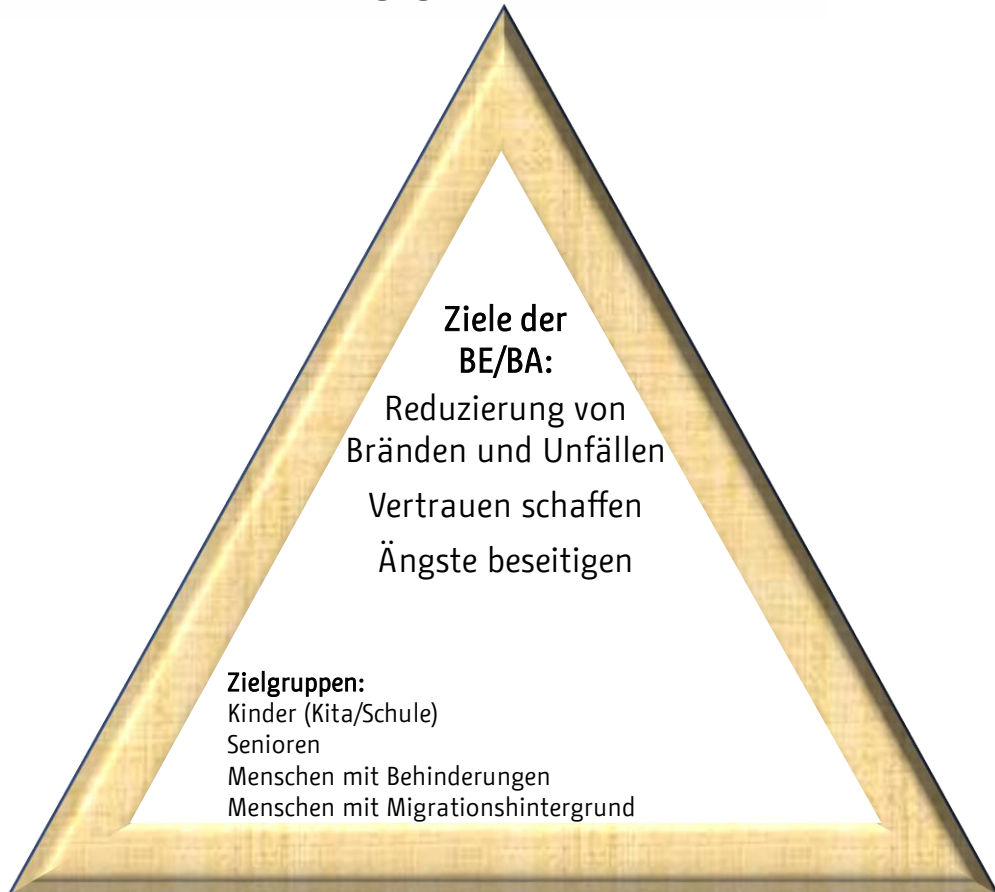 Ziele der
BE/BA:
Reduzierung von
Bränden und Unfällen
Vertrauen schaffen
Ängste beseitigen
Zielgruppen:
Kinder (Kita/Schule)
Senioren
Menschen mit Behinderungen
Menschen mit Migrationshintergrund